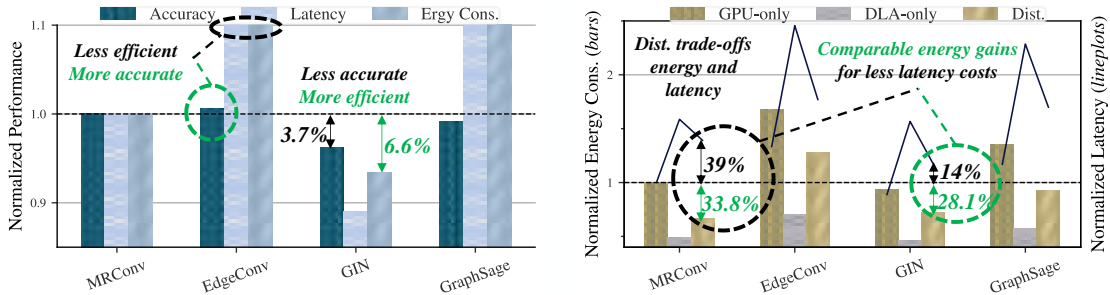 Accuracy
Latency
Ergy Cons.
Normalized Performance
1.1
1.0
0.9
Less efficient
More accurate
Less accurate
More efficient
3.7%
6.6%
MRConv
EdgeConv
GIN
GraphSage
GPU-only
DLA-only
Dist.
Normalized Energy Cons. (bars)
2
1
Dist. trade-offs
energy and
latency
Comparable energy gains
for less latency costs
39%
33.8%
14%
28.1%
MRConv
EdgeConv
GIN
GraphSage
Normalized Latency (lineplots)